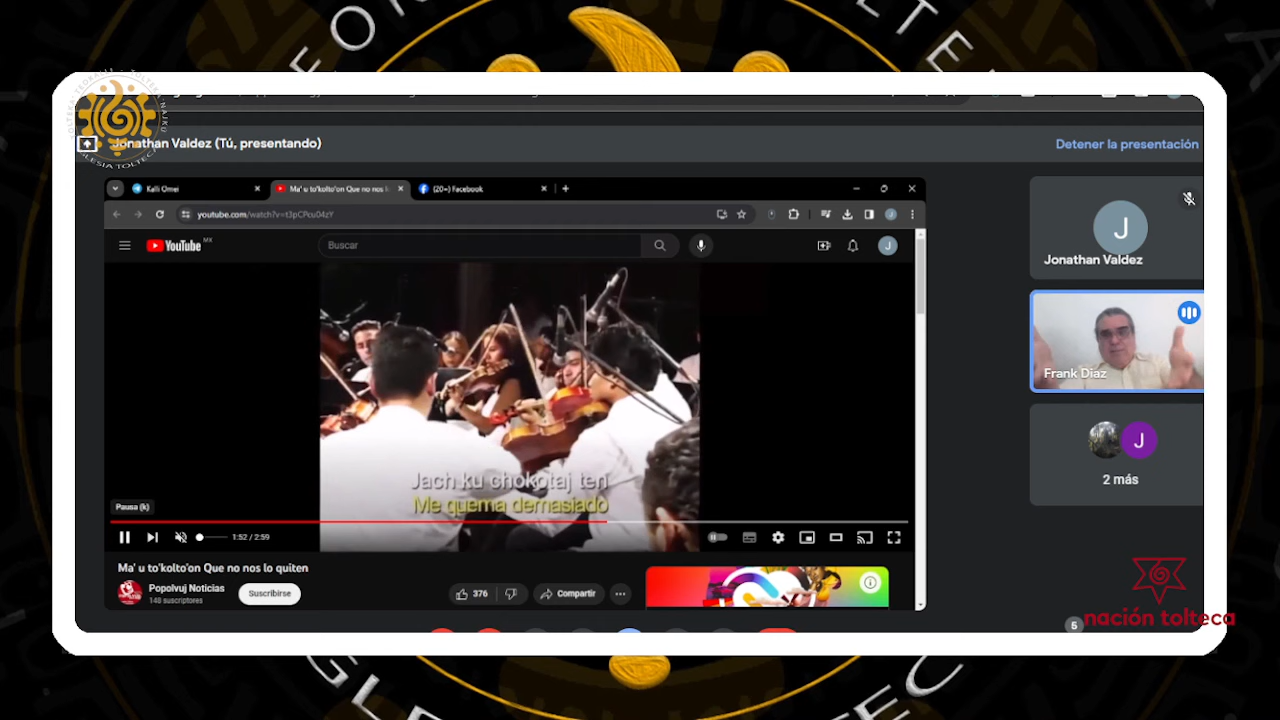 Jonathan Valdez (Tú, presentando)
Detener la presentación
Kalli Omei
Ma' u to'kolto'on Que no nos l
(20+) Facebook
youtube.com/watch?v=t3pCPcu04zY
YouTube MX
Buscar
J
Jonathan Valdez
Frank Díaz
J
2 más
Jach ku chokotaj ten
Me quema demasiado
Pausa (k)
1:52 / 2:59
Ma' u to'kolto'on Que no nos lo quiten
Popolvuj Noticias
148 suscriptores
Suscribirse
376
Compartir
5
nación tolteca